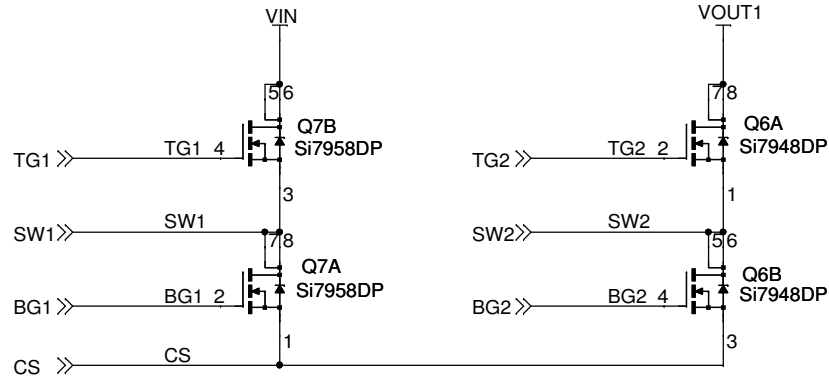 VIN VOUT1
5 6 7 8
Q7B Q6A
TG1 TG1 4 Si7958DP TG2 TG2 2 Si7948DP
3 1
SW1 SW1 SW2 SW2
7 8 5 6
Q7A Q6B
BG1 BG1 2 Si7958DP BG2 BG2 4 Si7948DP
1 3
CS CS